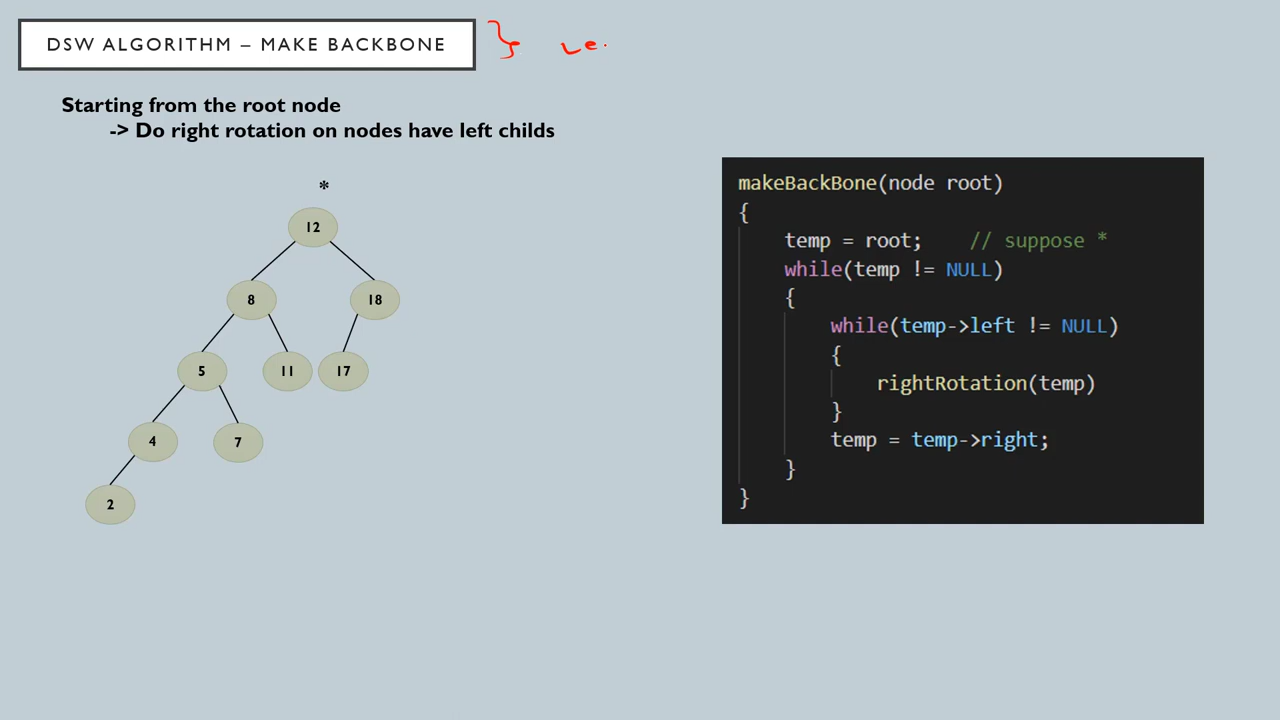 DSW ALGORITHM – MAKE BACKBONE
Starting from the root node
-> Do right rotation on nodes have left childs
*
12
8
18
5
11
17
4
7
2
makeBackBone(node root)
{
temp = root; // suppose *
while(temp != NULL)
{
while(temp->left != NULL)
{
rightRotation(temp)
}
temp = temp->right;
}
}